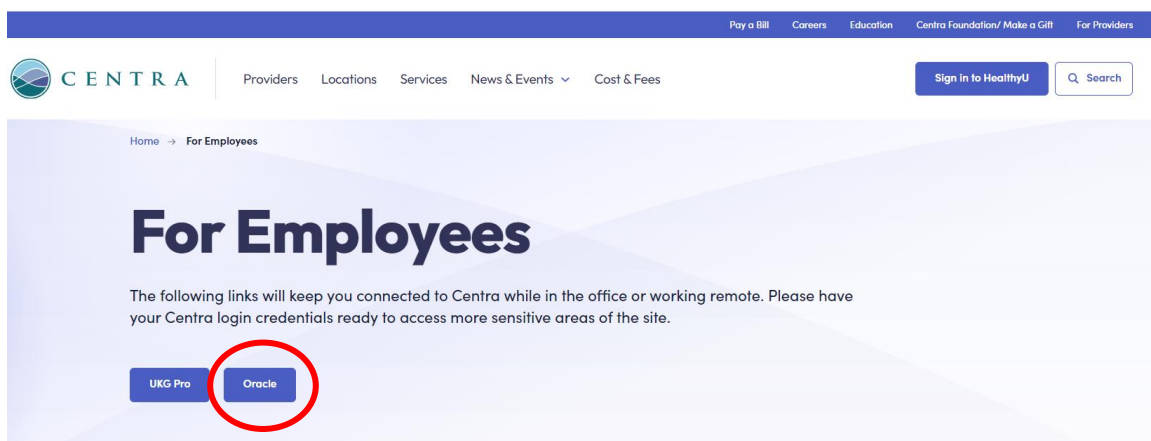 Pay a Bill Careers Education Centra Foundation/ Make a Gift For Providers
CENTRA Providers Locations Services News & Events Cost & Fees Sign in to HealthyU Search
Home → For Employees
For Employees
The following links will keep you connected to Centra while in the office or working remote. Please have
your Centra login credentials ready to access more sensitive areas of the site.
UKG Pro Oracle